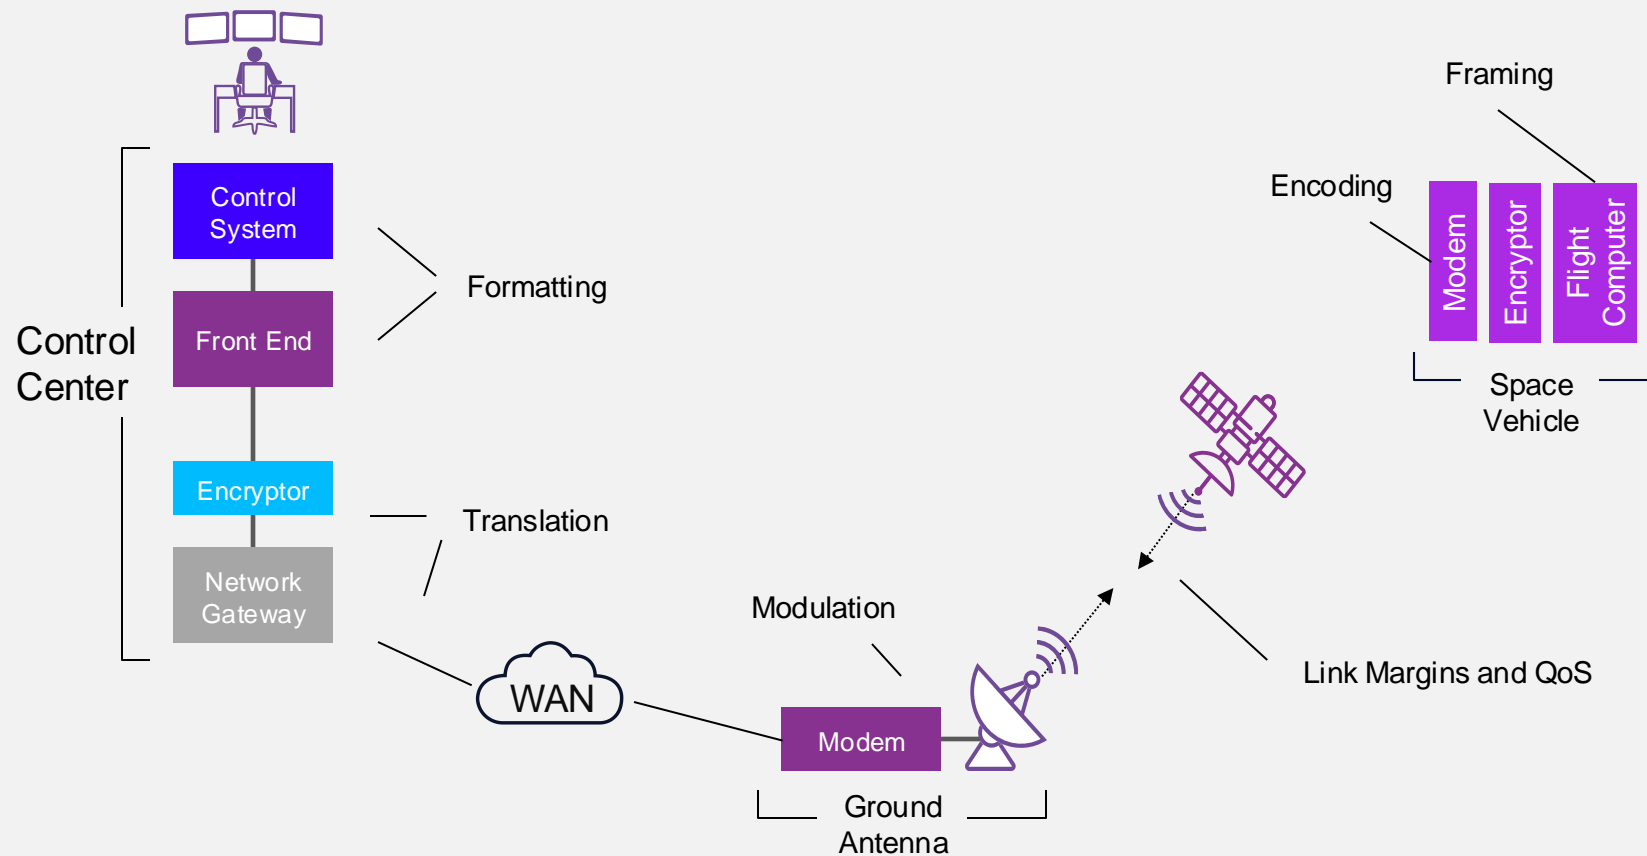 Control
System
Front End
Encryptor
Network
Gateway
Control
Center
Formatting
Translation
WAN
Modulation
Modem
Ground
Antenna
Link Margins and QoS
Framing
Encoding
Modem
Encryptor
Flight
Computer
Space
Vehicle